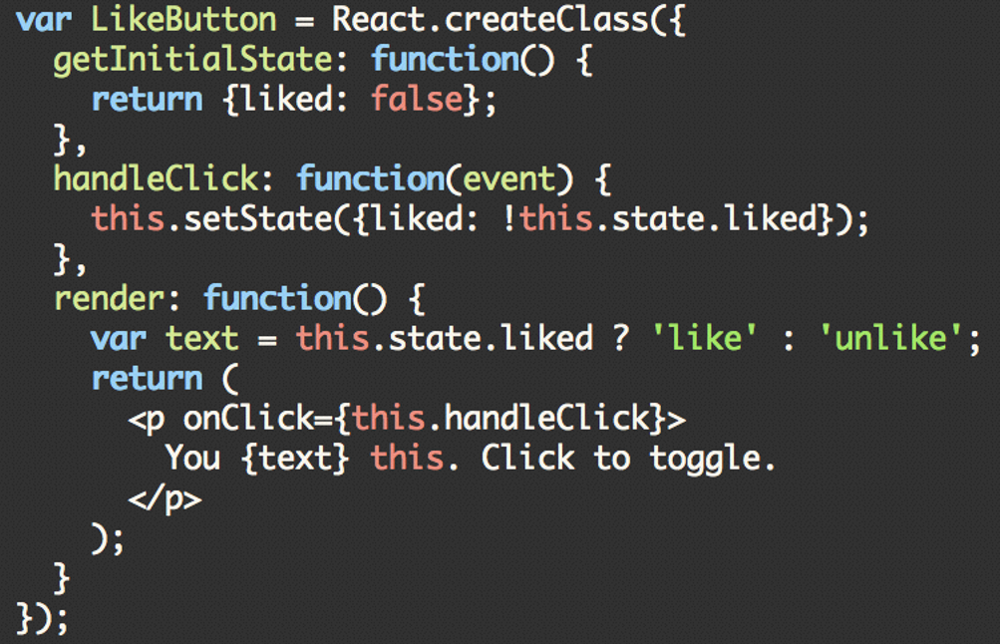 var LikeButton = React.createClass({
  getInitialState: function() {
    return {liked: false};
  },
  handleClick: function(event) {
    this.setState({liked: !this.state.liked});
  },
  render: function() {
    var text = this.state.liked ? 'like' : 'unlike';
    return (
      <p onClick={this.handleClick}>
        You {text} this. Click to toggle.
      </p>
    );
  }
});